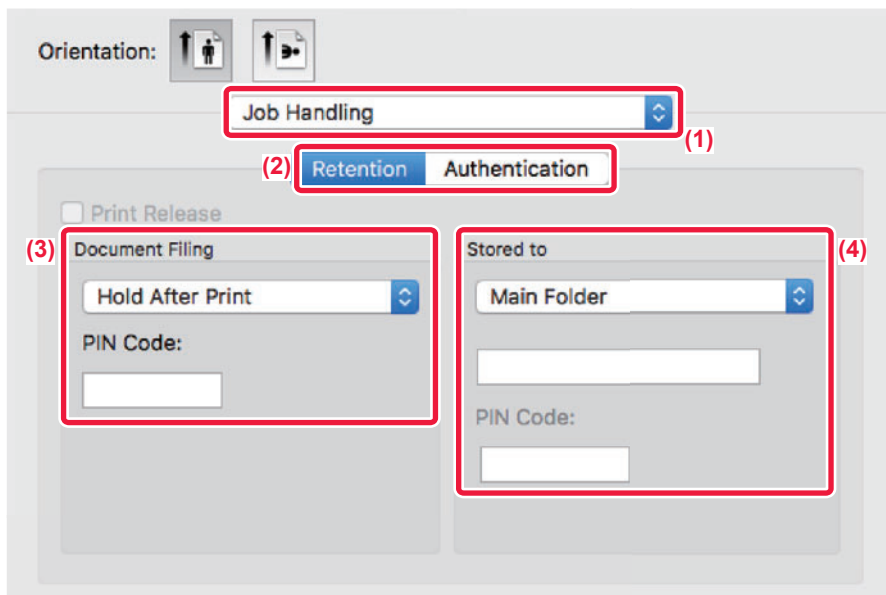 Orientation:
Job Handling
(1)
(2) Retention Authentication
Print Release
(3) Document Filing
Hold After Print
PIN Code:
Stored to (4)
Main Folder
PIN Code: